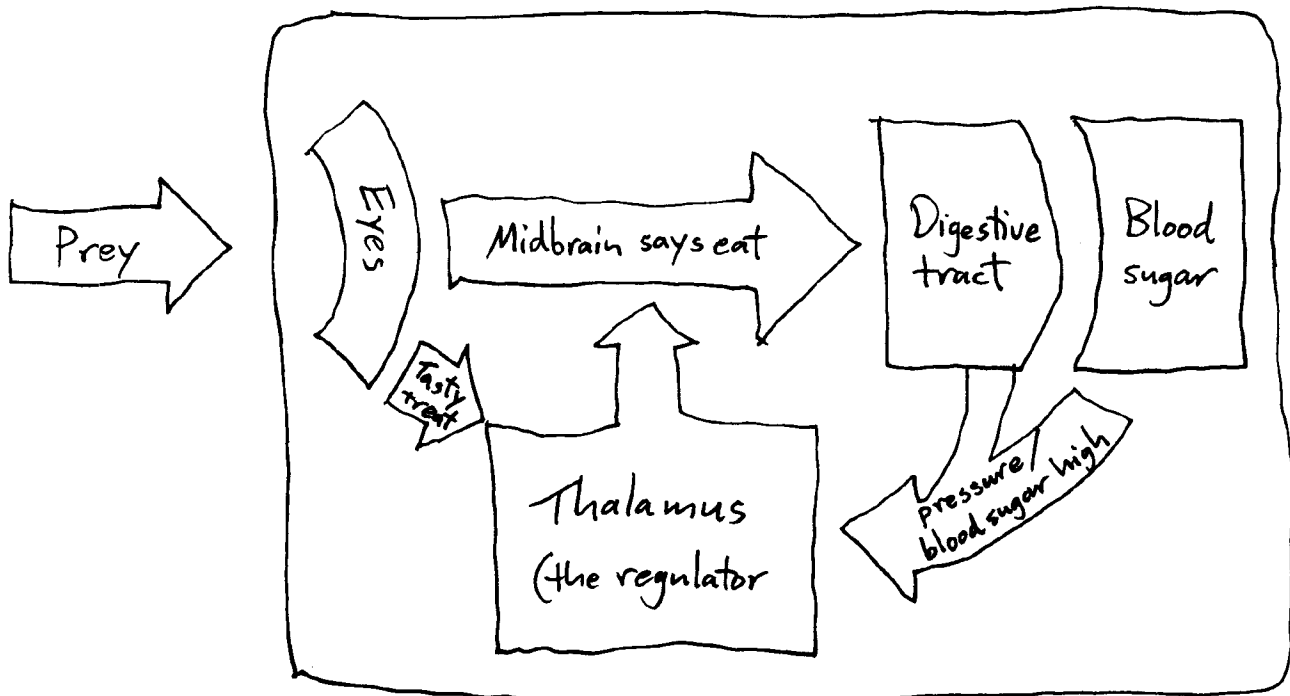 Prey
Eyes
Midbrain says eat
Digestive
tract
Blood
sugar
Tasty
treat
Thalamus
(the regulator
pressure/
blood sugar high